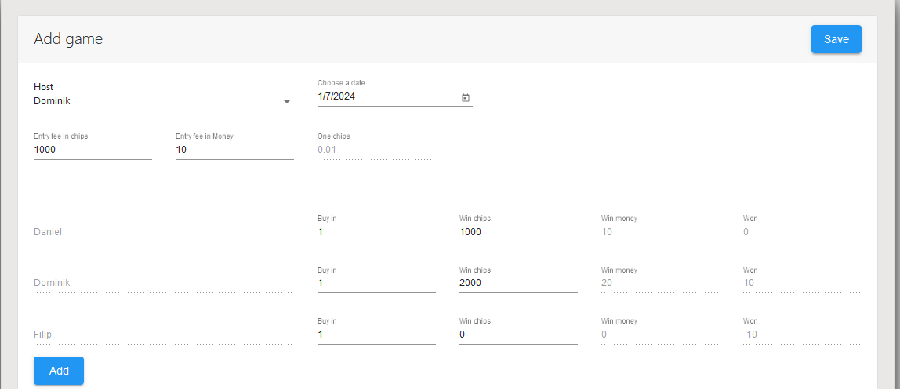 Add game
Save
Host
Dominik
Choose a date
1/7/2024
Entry fee in chips
1000
Entry fee in Money
10
One chips
0.01
Daniel
Buy in
1
Win chips
1000
Win money
10
Won
0
Dominik
Buy in
1
Win chips
2000
Win money
20
Won
10
Filip
Buy in
1
Win chips
0
Win money
0
Won
-10
Add